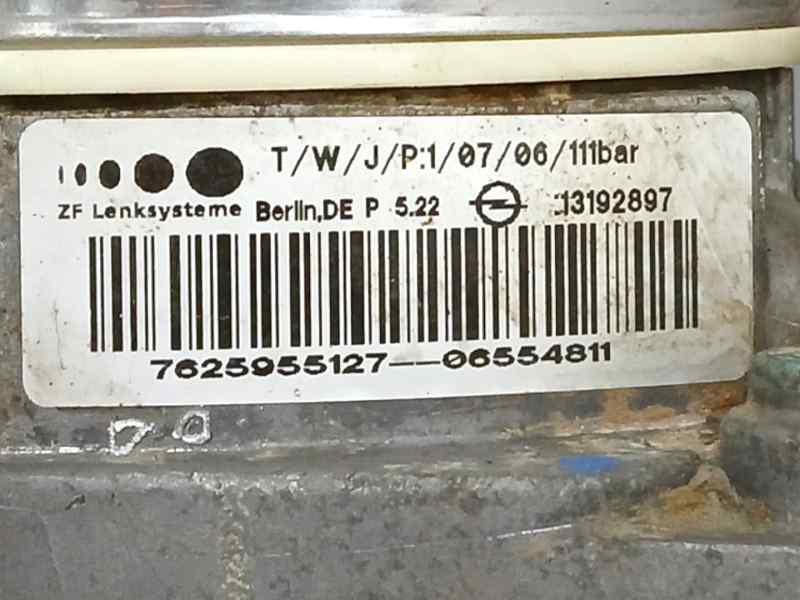 T/W/J/P:1/07/06/111bar
ZF Lenksysteme Berlin,DE P 5.22 13192897
7625955127--06554811